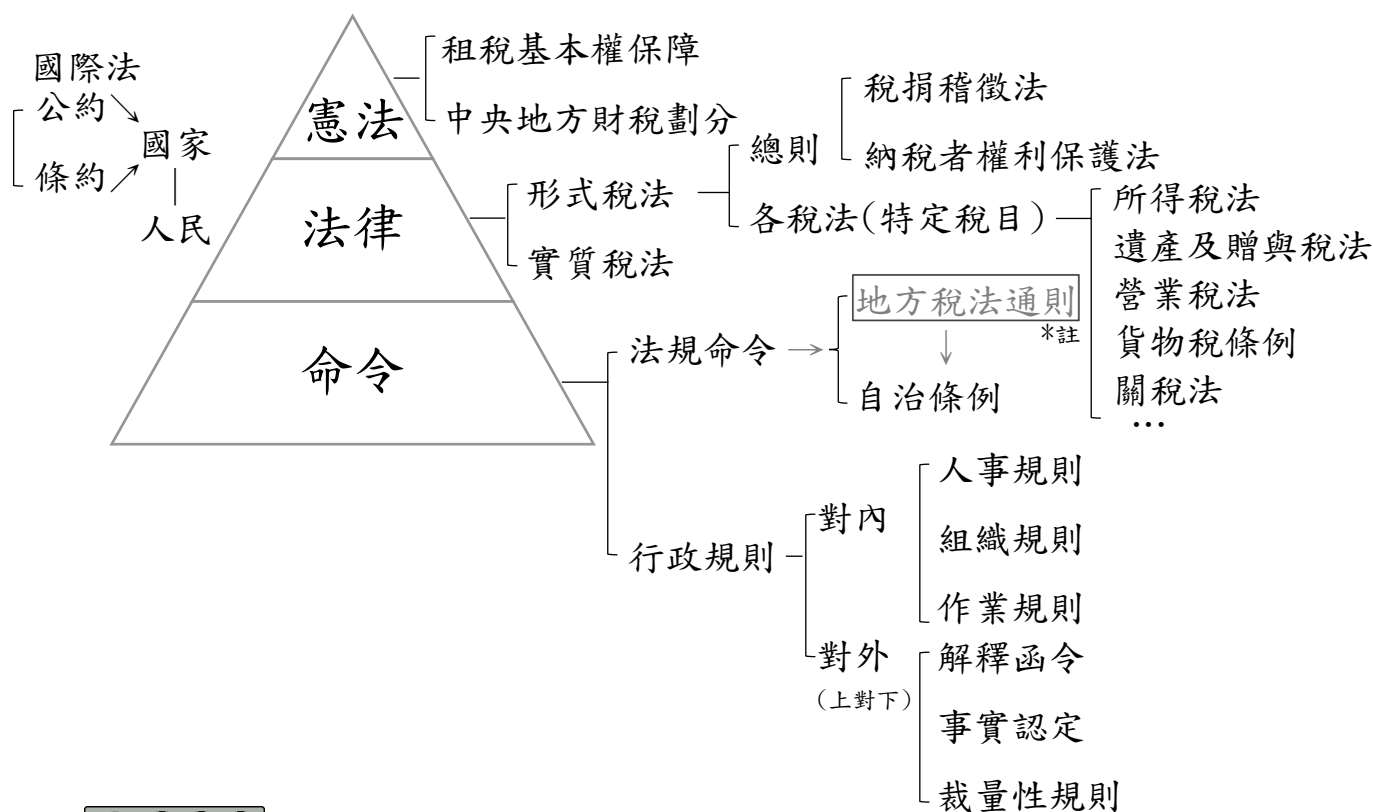 國際法
公約
條約
國家
人民
憲法
租稅基本權保障
中央地方財稅劃分
法律
形式稅法
實質稅法
總則
稅捐稽徵法
納稅者權利保護法
各稅法(特定稅目)
所得稅法
遺產及贈與稅法
營業稅法
貨物稅條例
關稅法
…
命令
法規命令
地方稅法通則
*註
自治條例
行政規則
對內
人事規則
組織規則
作業規則
對外
(上對下)
解釋函令
事實認定
裁量性規則